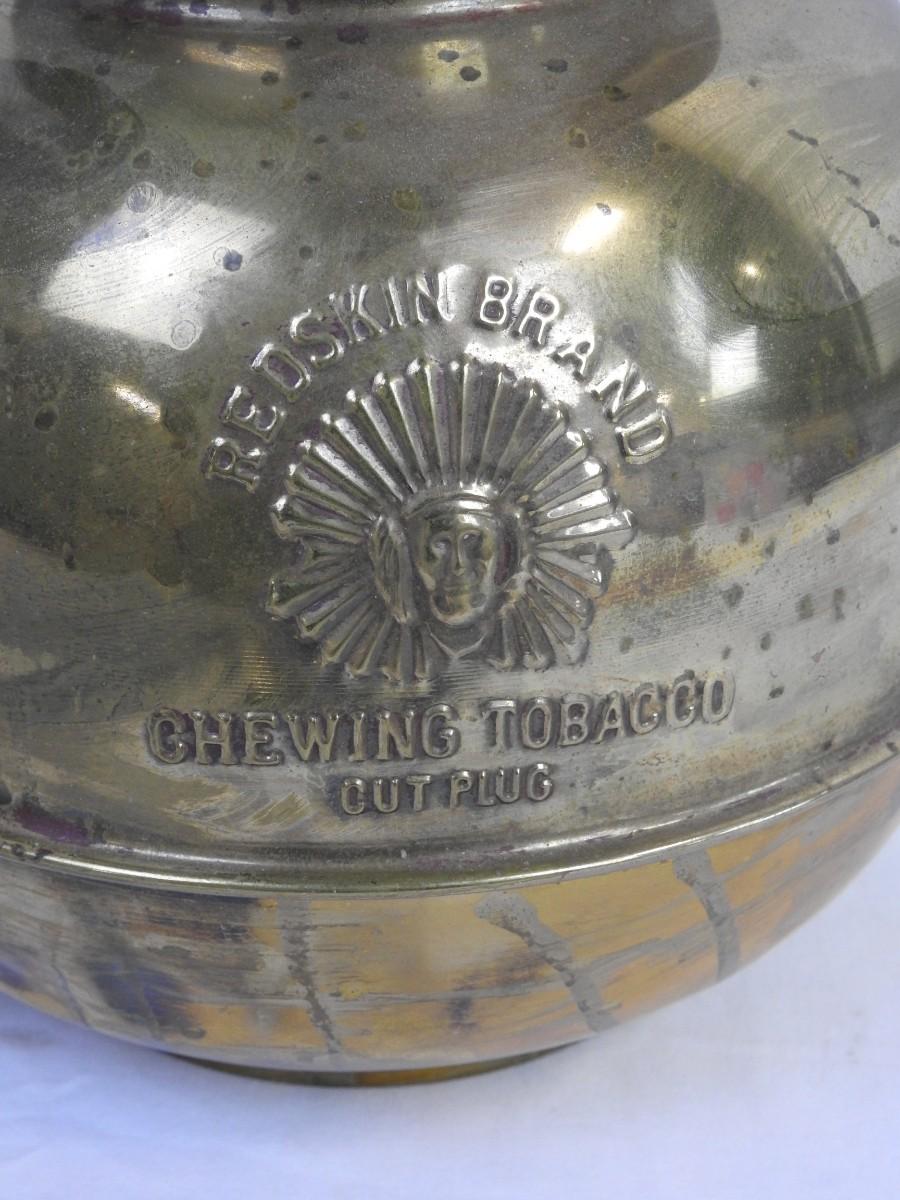 REDSKIN BRAND
CHEWING TOBACCO
CUT PLUG